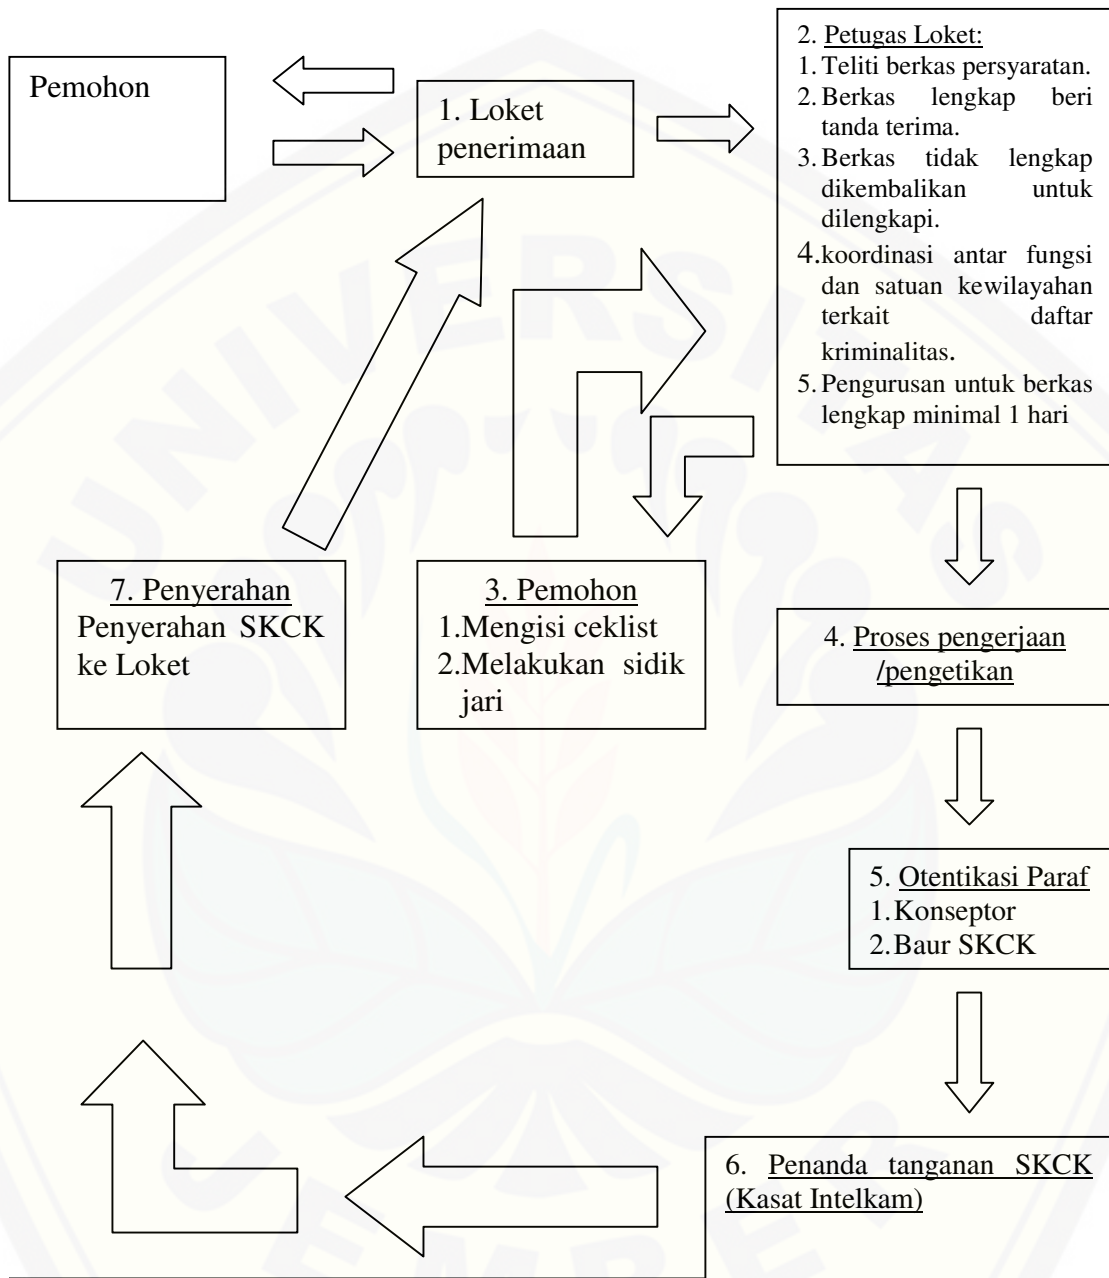 Pemohon
1. Loket
penerimaan
2. Petugas Loket:
1. Teliti berkas persyaratan.
2. Berkas lengkap beri
tanda terima.
3. Berkas tidak lengkap
dikembalikan untuk
dilengkapi.
4.koordinasi antar fungsi
dan satuan kewilayahan
terkait daftar
kriminalitas.
5. Pengurusan untuk berkas
lengkap minimal 1 hari
7. Penyerahan
Penyerahan SKCK
ke Loket
3. Pemohon
1.Mengisi ceklist
2.Melakukan sidik
jari
4. Proses pengerjaan
/pengetikan
5. Otentikasi Paraf
1.Konseptor
2.Baur SKCK
6. Penanda tanganan SKCK
(Kasat Intelkam)
UNIVERSITAS
JEMBER